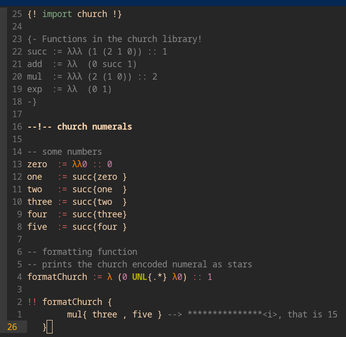 25 {! import church !}
24
23 {- Functions in the church library!
22 succ := λλλ (1 (2 1 0)) :: 1
21 add  := λλ  (0 succ 1)
20 mul  := λλλ (2 (1 0)) :: 2
19 exp  := λλ  (0 1)
18 -}
17
16 --!-- church numerals
15
14 -- some numbers
13 zero  := λλ0 :: 0
12 one   := succ{zero }
11 two   := succ{one  }
10 three := succ{two  }
9 four  := succ{three}
8 five  := succ{four }
7
6 -- formatting function
5 -- prints the church encoded numeral as stars
4 formatChurch := λ (0 UNL{.*} λ0) :: 1
3
2 !! formatChurch {
1 mul{ three , five } --> ***************<i>, that is 15
26 }